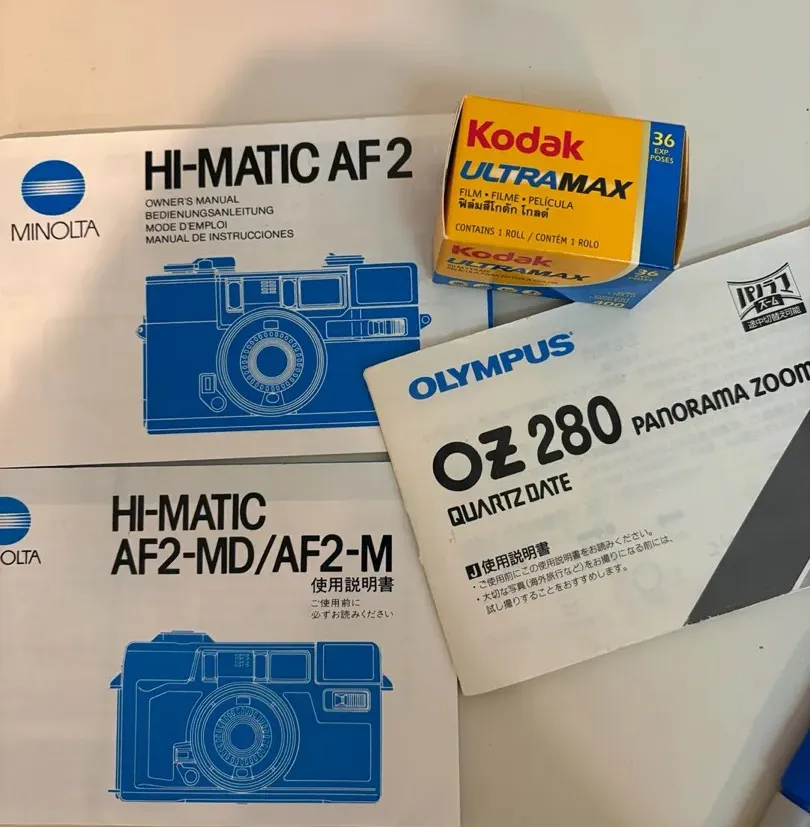 HI-MATIC AF2
OWNER'S MANUAL
BEDIENUNGSANLEITUNG
MODE D'EMPLOI
MANUAL DE INSTRUCCIONES
MINOLTA
Kodak
ULTRAMAX
36
EXP
POSES
FILM • FILME • PELÍCULA
ฟิล์มสีโกดัก โกลด์
CONTAINS 1 ROLL / CONTÉM 1 ROLO
Kodak
ULTRAMAX
36
400
パノラマ
ズーム
途中切替え可能
OLYMPUS
OZ 280 PANORAMA ZOOM
QUARTZ DATE
J 使用説明書
・ご使用前にこの使用説明書をお読みください。
・大切な写真(海外旅行など)をお撮りになる前には、
試し撮りすることをおすすめします。
HI-MATIC
AF2-MD/AF2-M
使用説明書
ご使用前に
必ずお読みください
OLTA